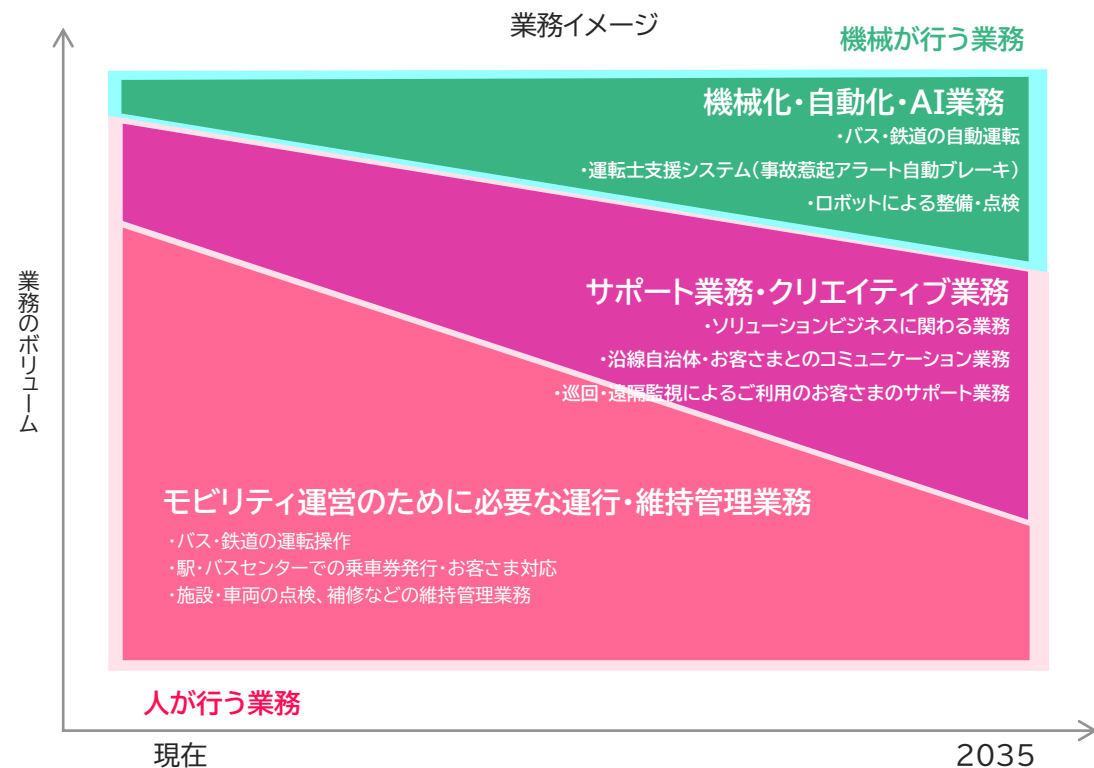 業務イメージ
機械が行う業務
機械化・自動化・AI業務
・バス・鉄道の自動運転
・運転士支援システム（事故惹起アラート自動ブレーキ）
・ロボットによる整備・点検
サポート業務・クリエイティブ業務
・ソリューションビジネスに関わる業務
・沿線自治体・お客さまとのコミュニケーション業務
・巡回・遠隔監視によるご利用のお客さまのサポート業務
業務のボリューム
モビリティ運営のために必要な運行・維持管理業務
・バス・鉄道の運転操作
・駅・バスセンターでの乗車券発行・お客さま対応
・施設・車両の点検、補修などの維持管理業務
人が行う業務
現在
2035